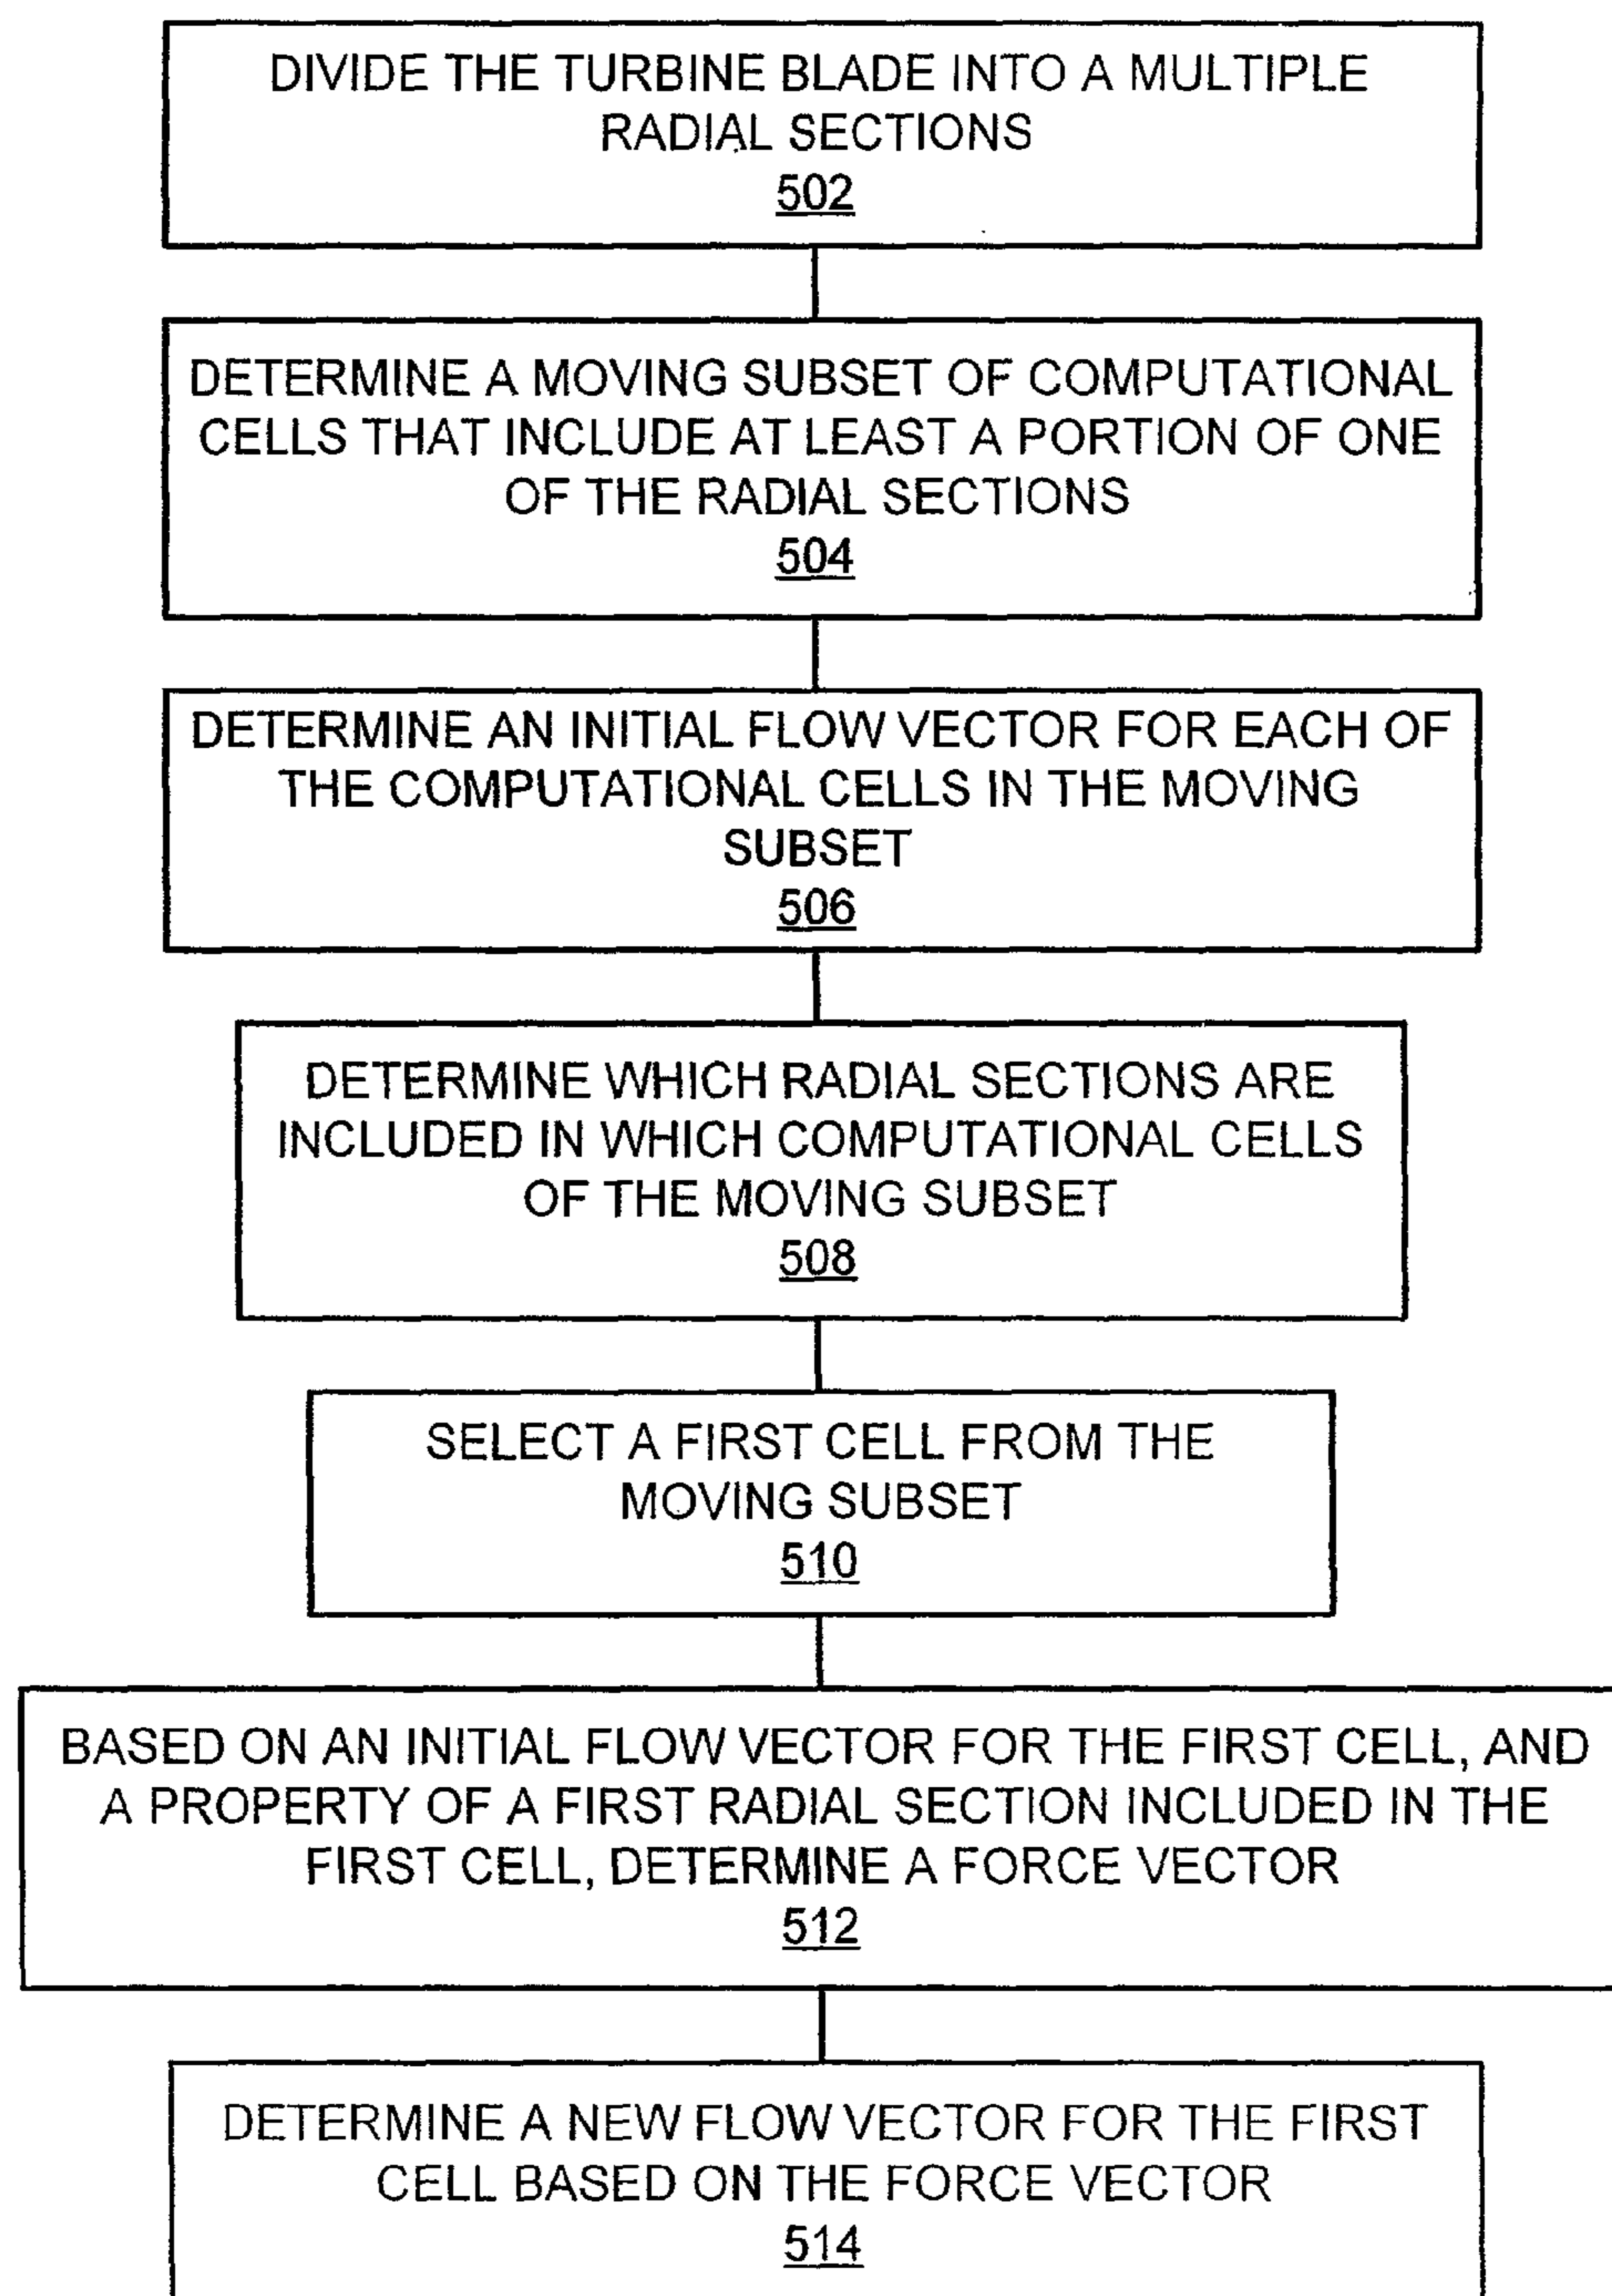 DIVIDE THE TURBINE BLADE INTO A MULTIPLE
RADIAL SECTIONS
502
DETERMINE A MOVING SUBSET OF COMPUTATIONAL
CELLS THAT INCLUDE AT LEAST A PORTION OF ONE
OF THE RADIAL SECTIONS
504
DETERMINE AN INITIAL FLOW VECTOR FOR EACH OF
THE COMPUTATIONAL CELLS IN THE MOVING
SUBSET
506
DETERMINE WHICH RADIAL SECTIONS ARE
INCLUDED IN WHICH COMPUTATIONAL CELLS
OF THE MOVING SUBSET
508
SELECT A FIRST CELL FROM THE
MOVING SUBSET
510
BASED ON AN INITIAL FLOW VECTOR FOR THE FIRST CELL, AND
A PROPERTY OF A FIRST RADIAL SECTION INCLUDED IN THE
FIRST CELL, DETERMINE A FORCE VECTOR
512
DETERMINE A NEW FLOW VECTOR FOR THE FIRST
CELL BASED ON THE FORCE VECTOR
514